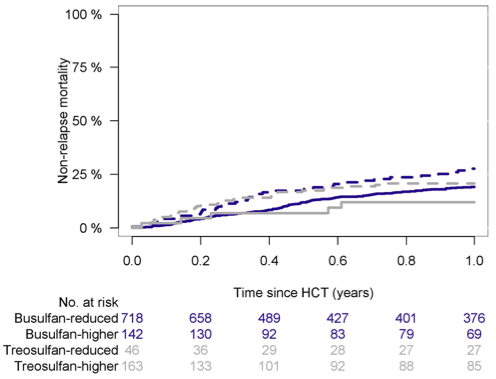 100 %
75 %
50 %
25 %
0 %
Non-relapse mortality
0.0 0.2 0.4 0.6 0.8 1.0
Time since HCT (years)
No. at risk
Busulfan-reduced 718 658 489 427 401 376
Busulfan-higher 142 130 92 83 79 69
Treosulfan-reduced 46 36 29 28 27 27
Treosulfan-higher 163 133 101 92 88 85